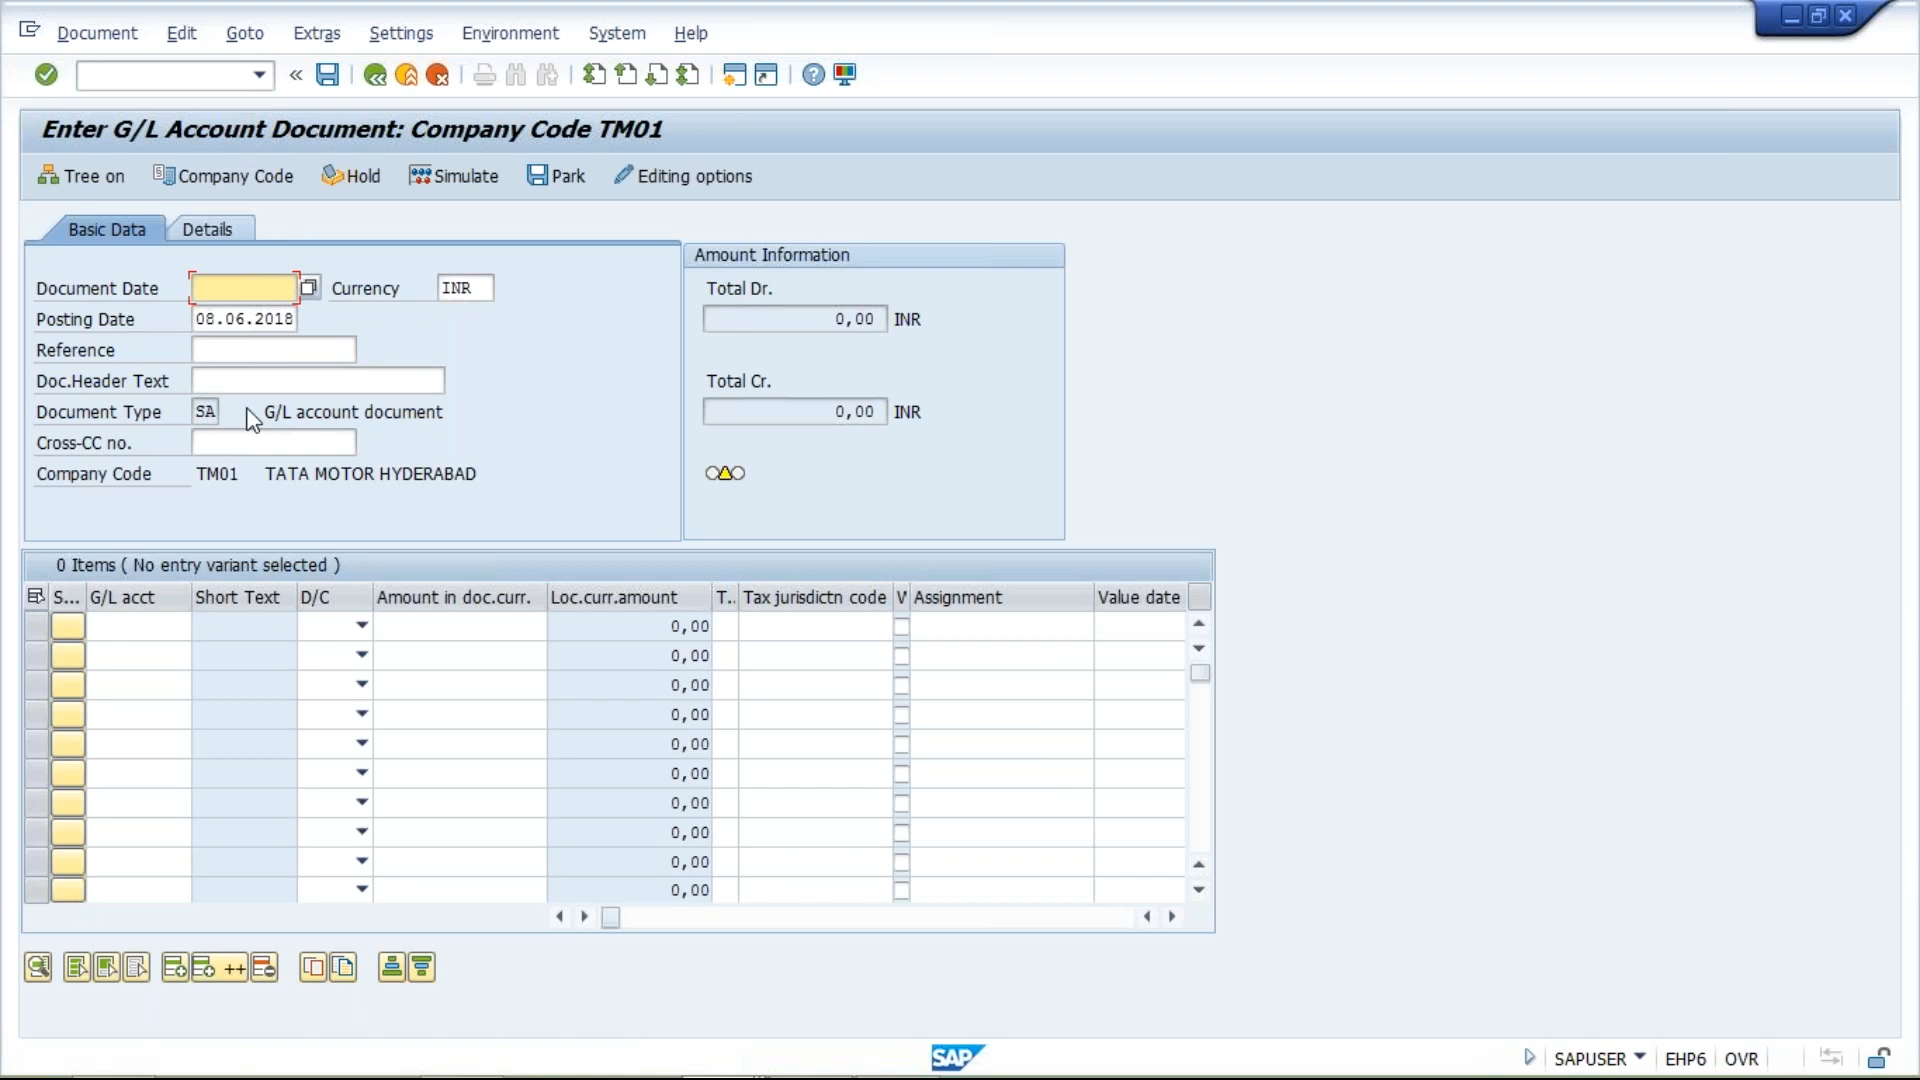 Document Edit Goto Extras Settings Environment System Help
Enter G/L Account Document: Company Code TM01
Tree on Company Code Hold Simulate Park Editing options
Basic Data Details
Amount Information
Document Date Currency INR
Total Dr.
Posting Date 08.06.2018
0,00 INR
Reference
Doc.Header Text
Total Cr.
Document Type SA G/L account document
0,00 INR
Cross-CC no.
Company Code TM01 TATA MOTOR HYDERABAD
0 Items ( No entry variant selected )
S... G/L acct Short Text D/C Amount in doc.curr. Loc.curr.amount T.. Tax jurisdictn code V Assignment Value date
0,00
0,00
0,00
0,00
0,00
0,00
0,00
0,00
0,00
0,00
++
SAP
SAPUSER EHP6 OVR